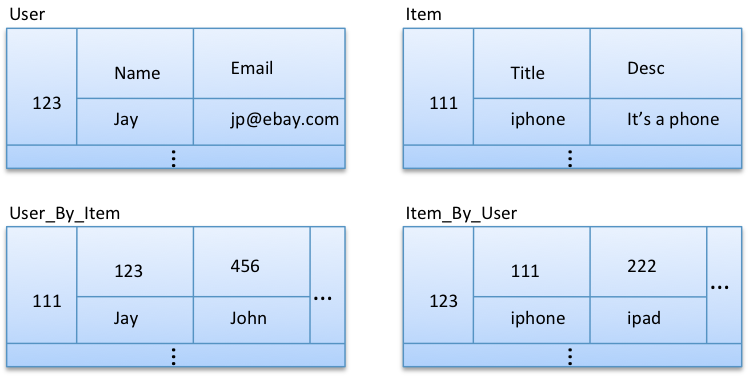 User
Name
Email
123
Jay
jp@ebay.com
⋮
Item
Title
Desc
111
iphone
It's a phone
⋮
User_By_Item
123
456
111
...
Jay
John
⋮
Item_By_User
111
222
123
...
iphone
ipad
⋮